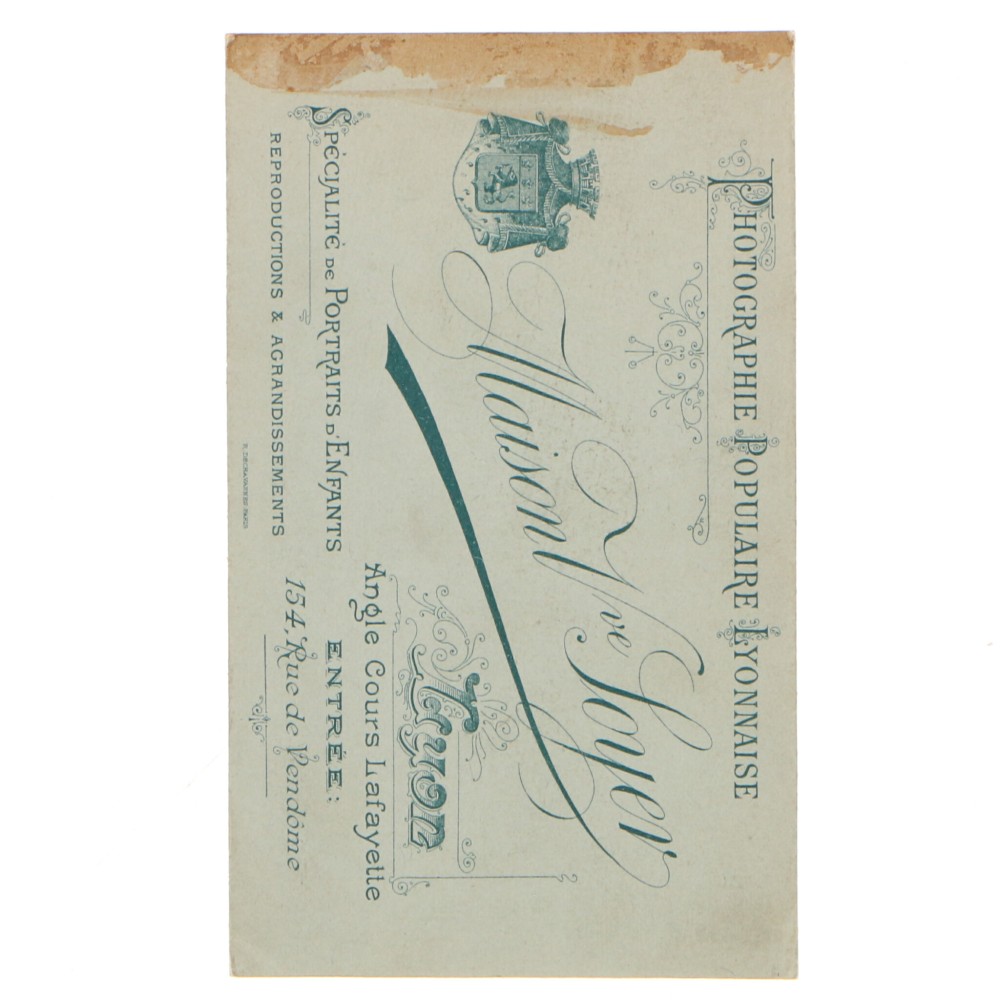 PHOTOGRAPHIE POPULAIRE LYONNAISE
Maison Vve Soyer
Lyon
Angle Cours Lafayette
ENTRÉE:
154, Rue de Vendôme
SPÉCIALITÉ DE PORTRAITS D'ENFANTS
REPRODUCTIONS & AGRANDISSEMENTS